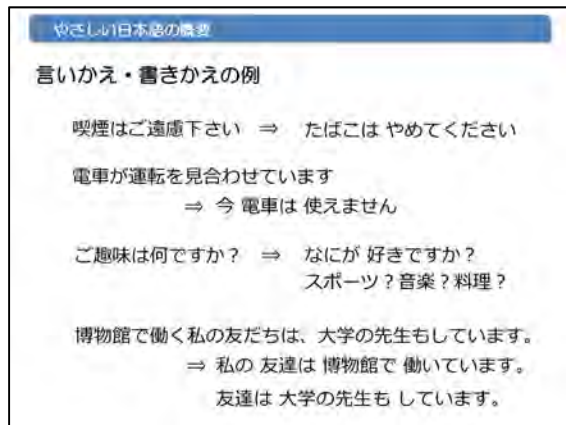 やさしい日本語の概要
言いかえ・書きかえの例
喫煙はご遠慮下さい ⇒ たばこは やめてください
電車が運転を見合わせています
⇒ 今 電車は 使えません
ご趣味は何ですか？ ⇒ なにが 好きですか？
スポーツ？音楽？料理？
博物館で働く私の友だちは、大学の先生もしています。
⇒ 私の 友達は 博物館で 働いています。
友達は 大学の先生も しています。